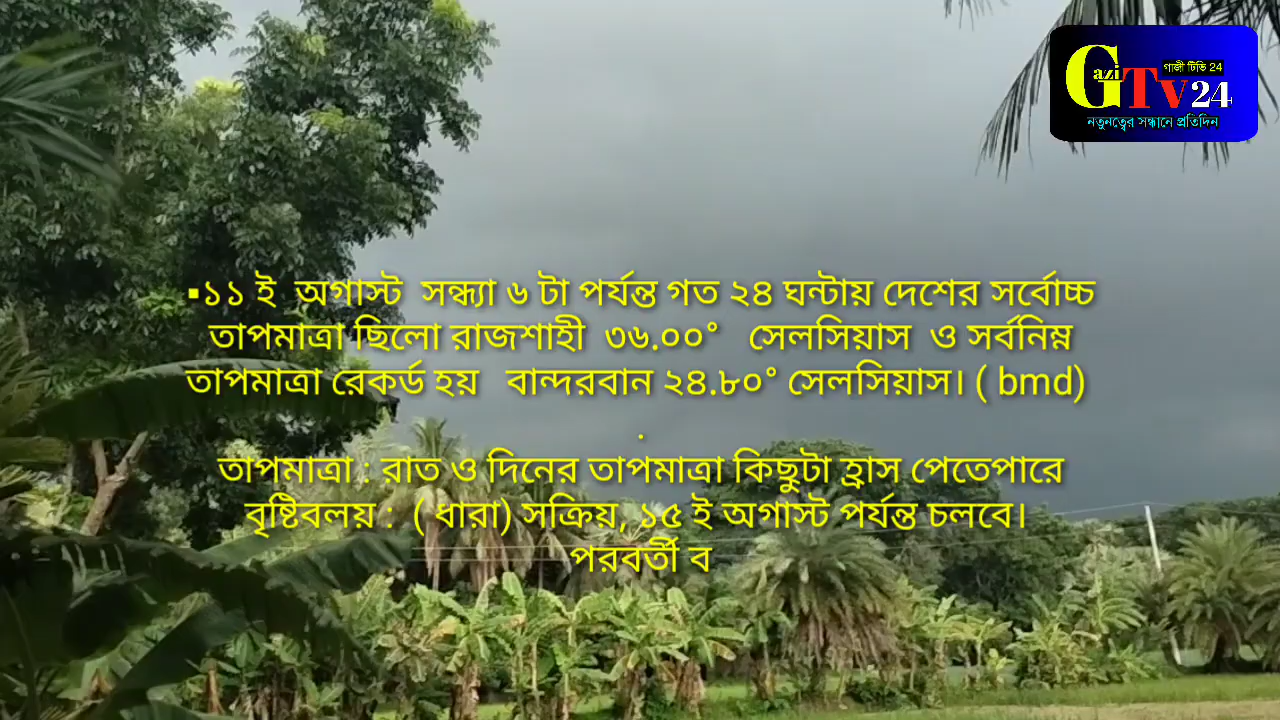 Gazi Tv24
গাজী টিভি 24
নতুনত্বের সন্ধানে প্রতিদিন
▪১১ ই অগাস্ট সন্ধ্যা ৬ টা পর্যন্ত গত ২৪ ঘন্টায় দেশের সর্বোচ্চ
তাপমাত্রা ছিলো রাজশাহী ৩৬.০০° সেলসিয়াস ও সর্বনিম্ন
তাপমাত্রা রেকর্ড হয় বান্দরবান ২৪.৮০° সেলসিয়াস। ( bmd)
.
তাপমাত্রা : রাত ও দিনের তাপমাত্রা কিছুটা হ্রাস পেতেপারে
বৃষ্টিবলয় : ( ধারা) সক্রিয়, ১৫ ই অগাস্ট পর্যন্ত চলবে।
পরবর্তী ব